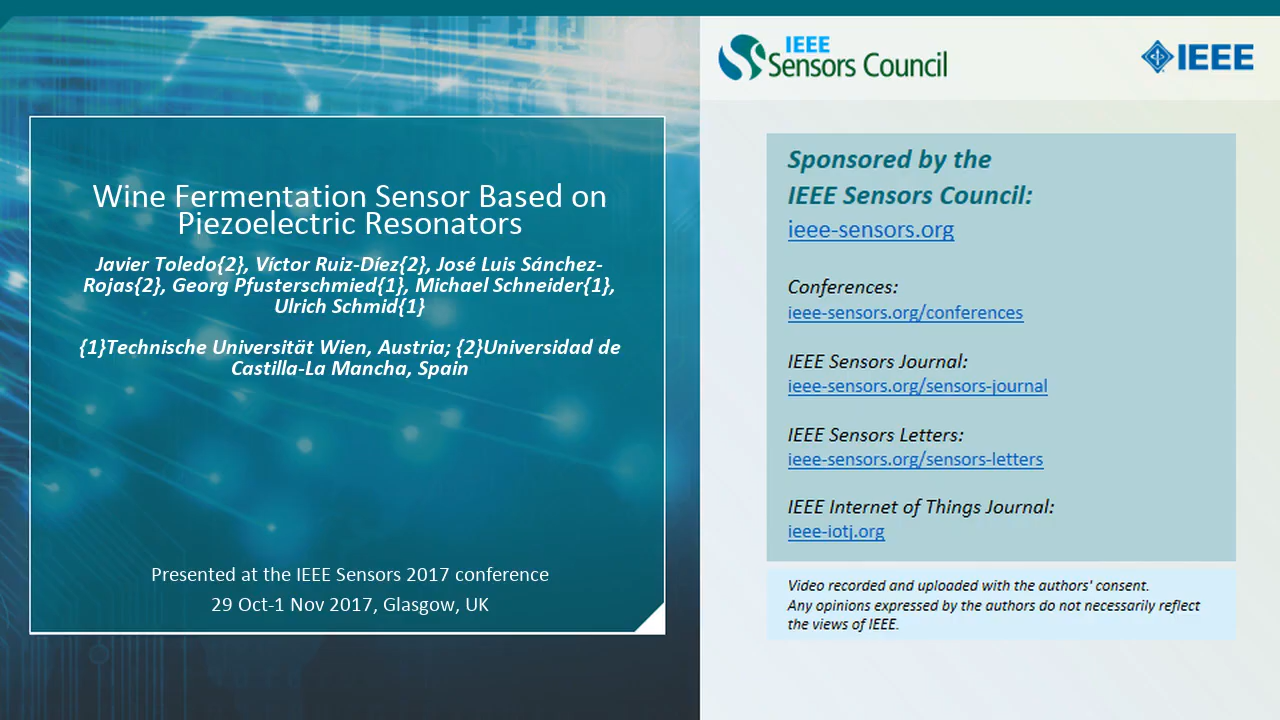 Wine Fermentation Sensor Based on
Piezoelectric Resonators
Javier Toledo{2}, Víctor Ruiz-Díez{2}, José Luis Sánchez-
Rojas{2}, Georg Pfusterschmied{1}, Michael Schneider{1},
Ulrich Schmid{1}
{1}Technische Universität Wien, Austria; {2}Universidad de
Castilla-La Mancha, Spain
Presented at the IEEE Sensors 2017 conference
29 Oct-1 Nov 2017, Glasgow, UK
IEEE
Sensors Council
IEEE
Sponsored by the
IEEE Sensors Council:
ieee-sensors.org
Conferences:
ieee-sensors.org/conferences
IEEE Sensors Journal:
ieee-sensors.org/sensors-journal
IEEE Sensors Letters:
ieee-sensors.org/sensors-letters
IEEE Internet of Things Journal:
ieee-iotj.org
Video recorded and uploaded with the authors' consent.
Any opinions expressed by the authors do not necessarily reflect
the views of IEEE.